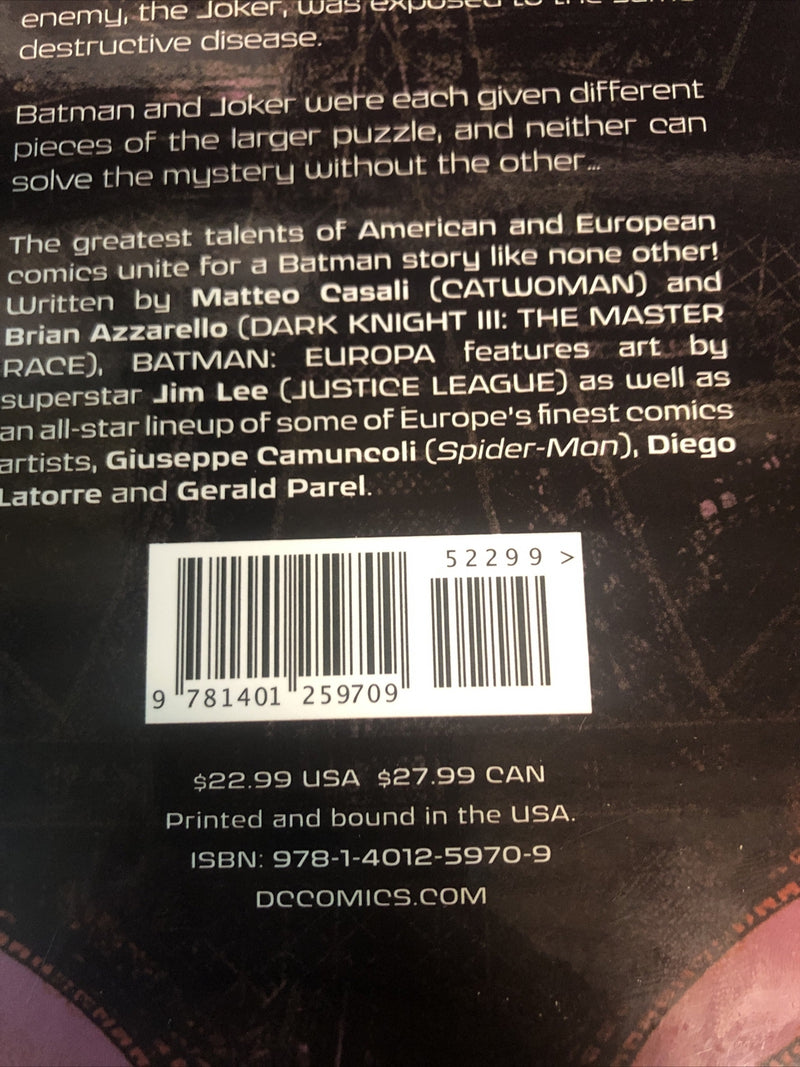 enemy, the Joker, was exposed to the same
destructive disease.
Batman and Joker were each given different
pieces of the larger puzzle, and neither can
solve the mystery without the other...
The greatest talents of American and European
comics unite for a Batman story like none other!
Written by Matteo Casali (CATWOMAN) and
Brian Azzarello (DARK KNIGHT III: THE MASTER
RACE), BATMAN: EUROPA features art by
superstar Jim Lee (JUSTICE LEAGUE) as well as
an all-star lineup of some of Europe's finest comics
artists, Giuseppe Camuncoli (Spider-Man), Diego
Latorre and Gerald Parel.
52299 >
9 781401 259709
$22.99 USA $27.99 CAN
Printed and bound in the USA.
ISBN: 978-1-4012-5970-9
DCCOMICS.COM